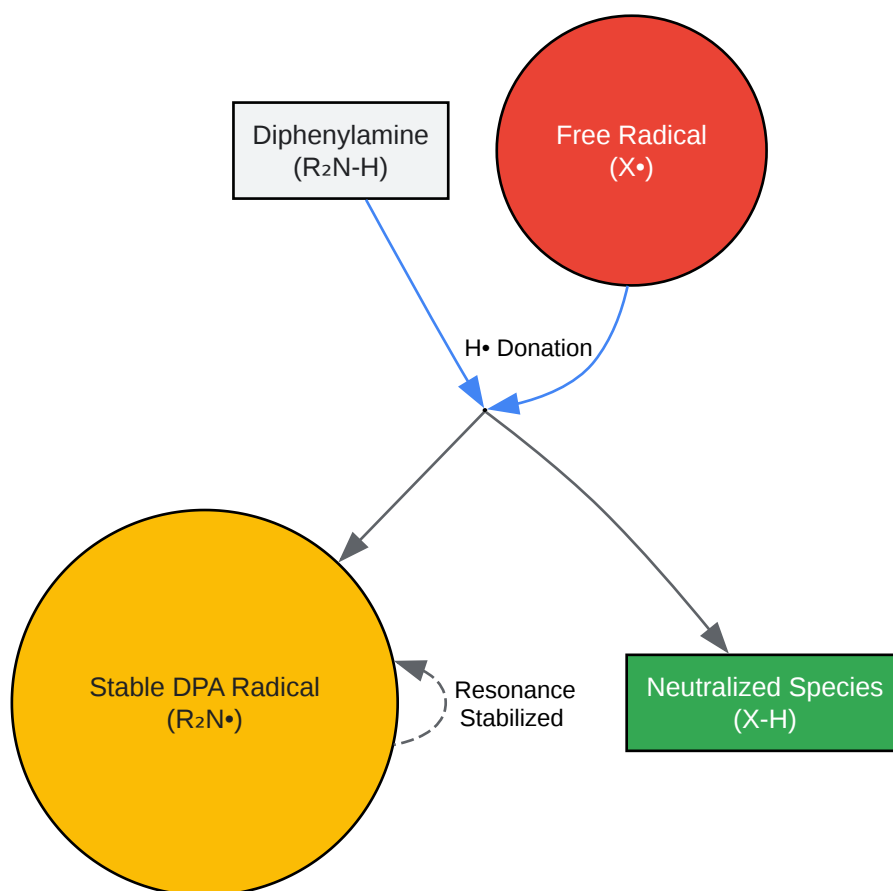 Diphenylamine
(R₂N-H)
Free Radical
(X•)
H• Donation
Stable DPA Radical
(R₂N•)
Resonance
Stabilized
Neutralized Species
(X-H)